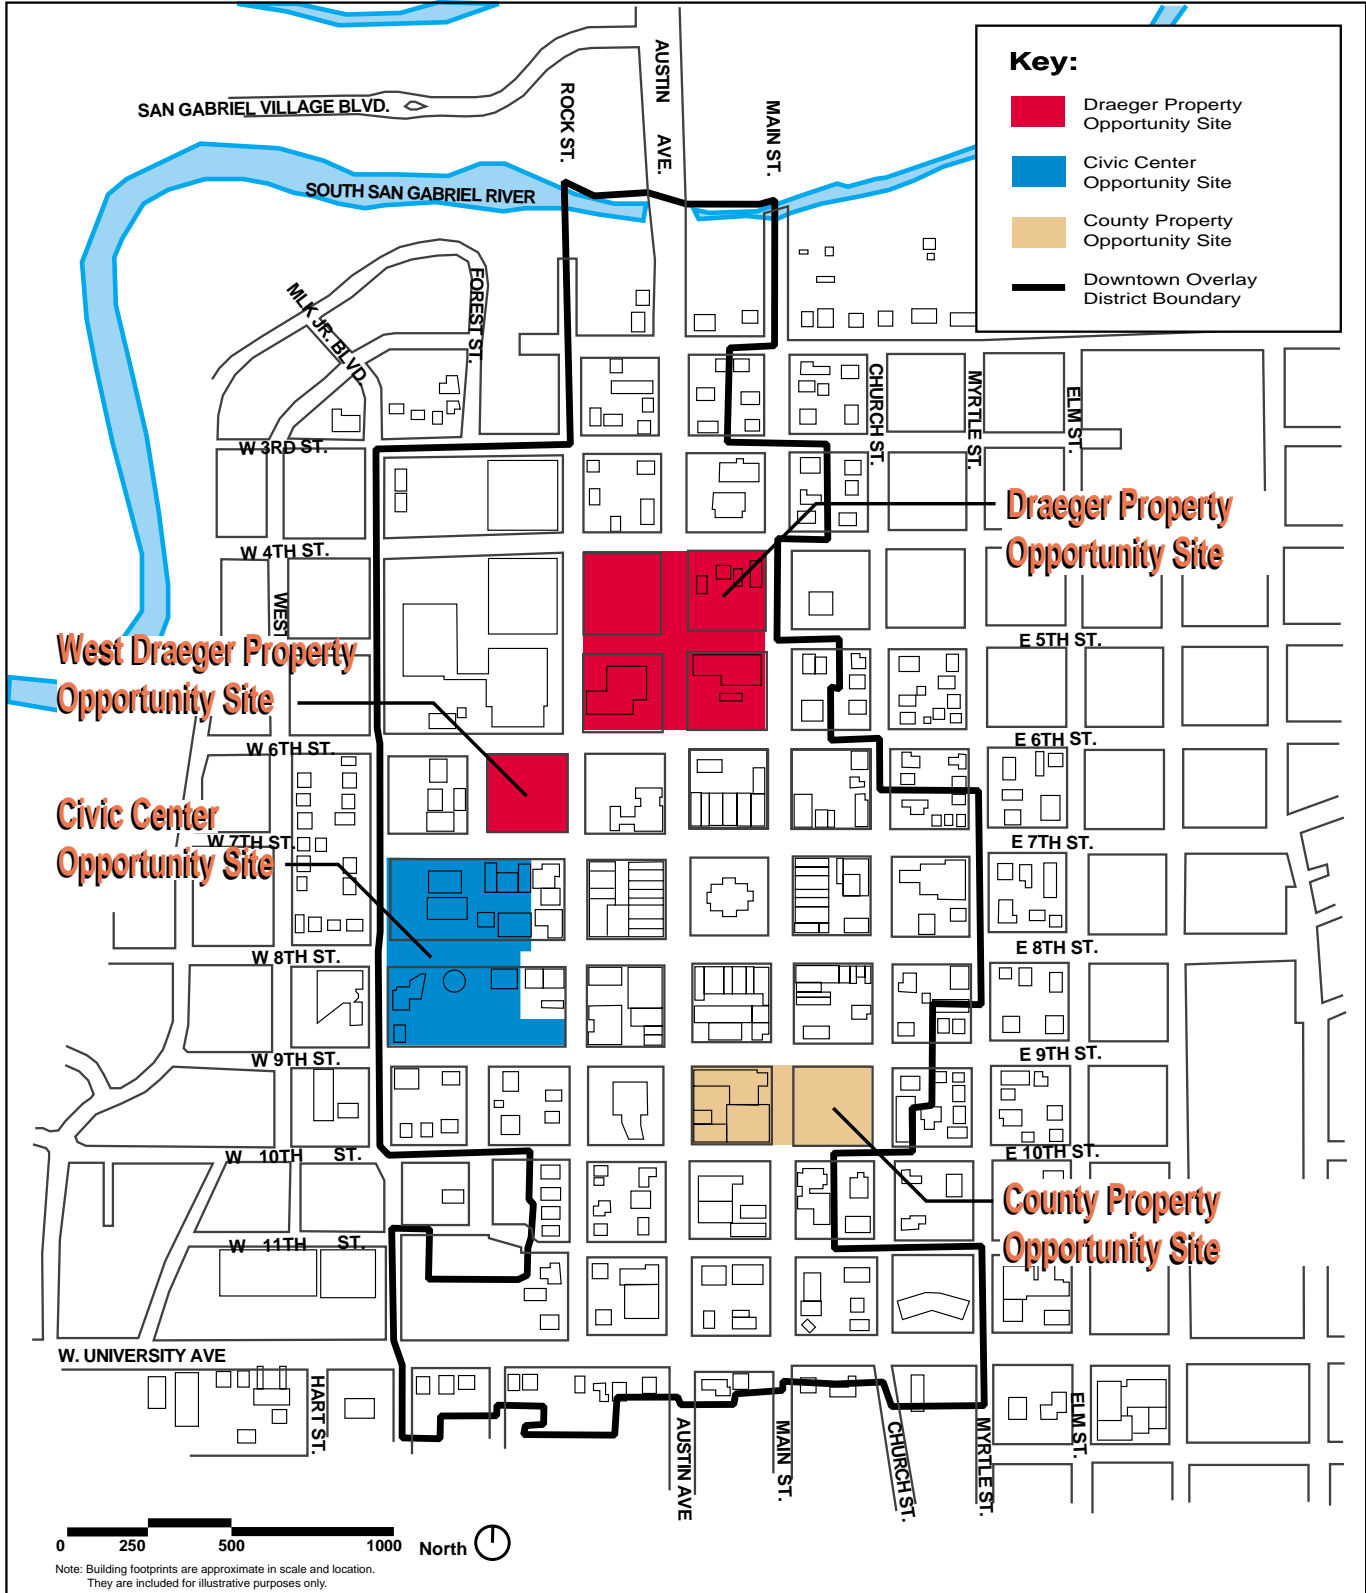 Key:
Draeger Property
Opportunity Site
Civic Center
Opportunity Site
County Property
Opportunity Site
Downtown Overlay
District Boundary
SAN GABRIEL VILLAGE BLVD.
ROCK ST.
AUSTIN AVE.
MAIN ST.
SOUTH SAN GABRIEL RIVER
MLK JR. BLVD.
FOREST ST.
CHURCH ST.
MYRTLE ST.
ELM ST.
W 3RD ST.
Draeger Property
Opportunity Site
W 4TH ST.
WEST
E 5TH ST.
West Draeger Property
Opportunity Site
W 6TH ST.
E 6TH ST.
Civic Center
Opportunity Site
W 7TH ST.
E 7TH ST.
W 8TH ST.
E 8TH ST.
W 9TH ST.
E 9TH ST.
W 10TH ST.
E 10TH ST.
County Property
Opportunity Site
W 11TH ST.
W. UNIVERSITY AVE
HART ST.
AUSTIN AVE
MAIN ST.
CHURCH ST.
MYRTLE ST.
ELM ST.
0 250 500 1000
North
Note: Building footprints are approximate in scale and location.
They are included for illustrative purposes only.